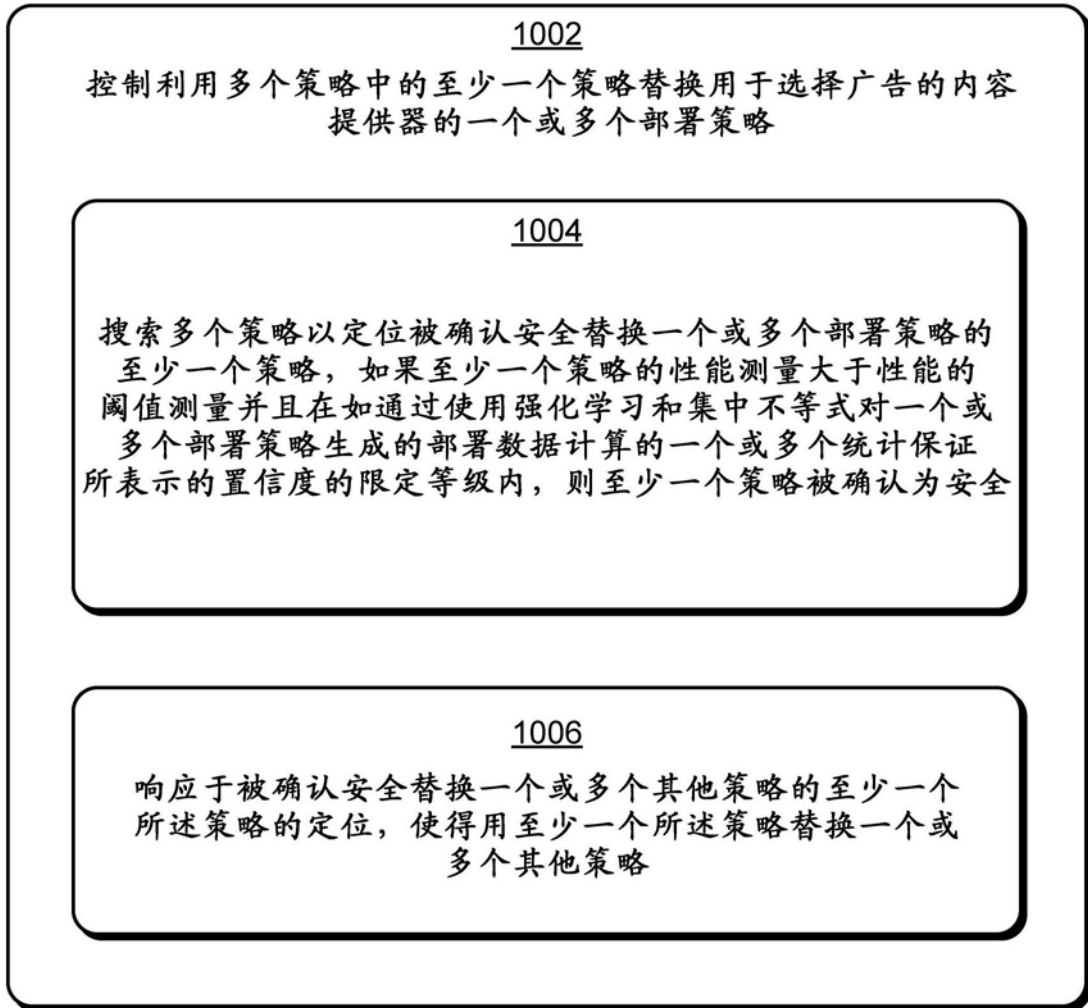 1002
控制利用多个策略中的至少一个策略替换用于选择广告的内容
提供器的一个或多个部署策略
1004
搜索多个策略以定位被确认安全替换一个或多个部署策略的
至少一个策略，如果至少一个策略的性能测量大于性能的
阈值测量并且在如通过使用强化学习和集中不等式对一个或
多个部署策略生成的部署数据计算的一个或多个统计保证
所表示的置信度的限定等级内，则至少一个策略被确认为安全
1006
响应于被确认安全替换一个或多个其他策略的至少一个
所述策略的定位，使得用至少一个所述策略替换一个或
多个其他策略